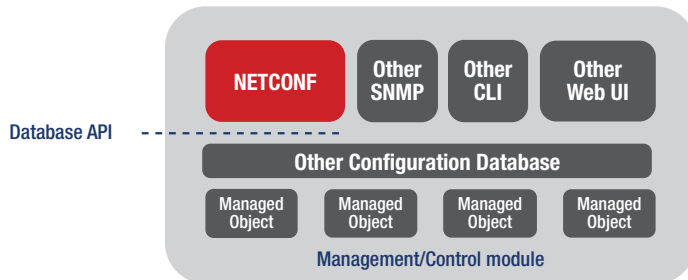 NETCONF
Other
SNMP
Other
CLI
Other
Web UI
Database API
Other Configuration Database
Managed
Object
Managed
Object
Managed
Object
Managed
Object
Management/Control module